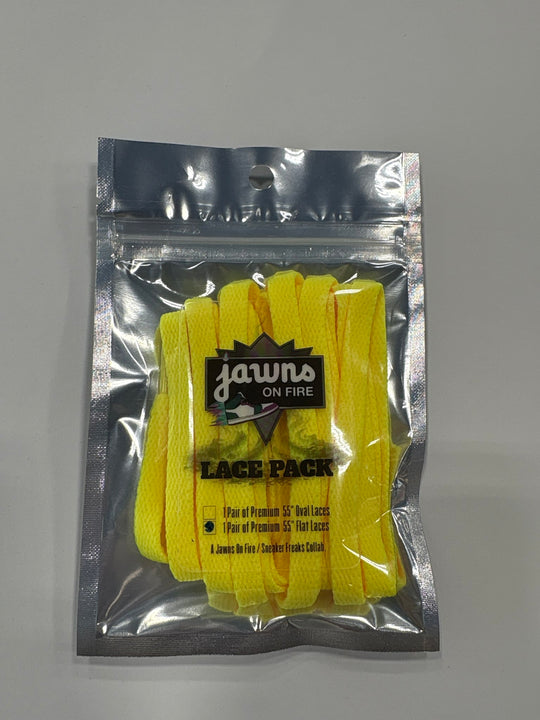 jawns
ON FIRE
LACE PACK
1 Pair of Premium 55" Oval Laces
1 Pair of Premium 55" Flat Laces
A Jawns On Fire / Sneaker Freaks Collab.